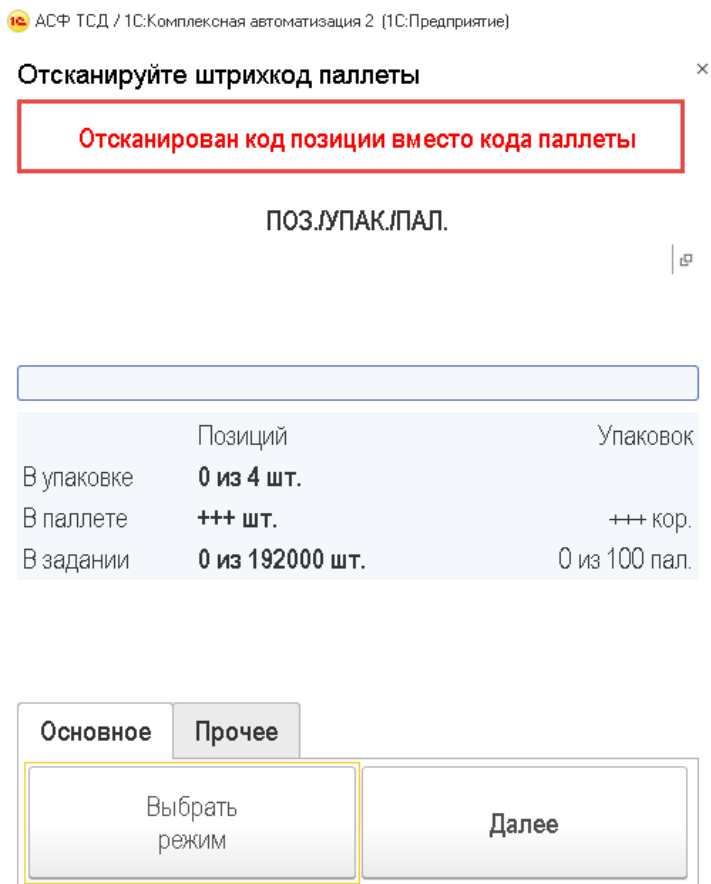 1С АСФ ТСД / 1С:Комплексная автоматизация 2 (1С:Предприятие)
Отсканируйте штрихкод паллеты ×
Отсканирован код позиции вместо кода паллеты
ПОЗ./УПАК./ПАЛ.
Позиций Упаковок
В упаковке 0 из 4 шт.
В паллете +++ шт. +++ кор.
В задании 0 из 192000 шт. 0 из 100 пал.
Основное Прочее
Выбрать
режим
Далее